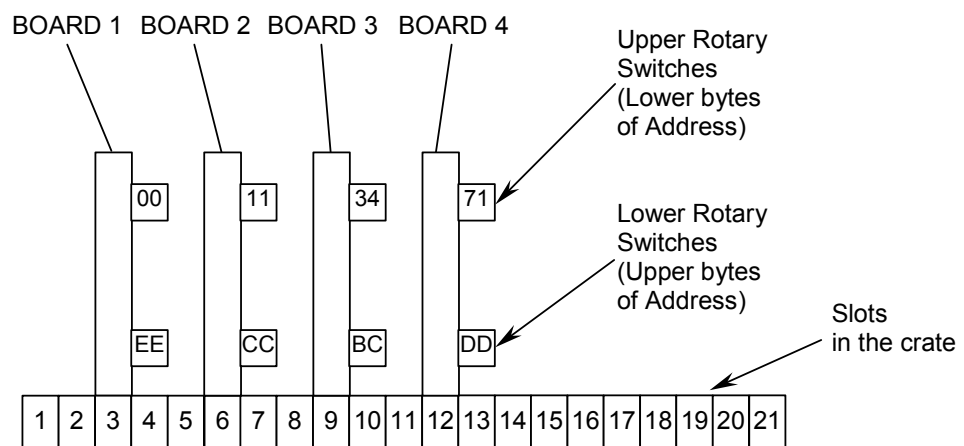 BOARD 1 BOARD 2 BOARD 3 BOARD 4
Upper Rotary
Switches
(Lower bytes
of Address)
00 11 34 71
Lower Rotary
Switches
(Upper bytes
of Address)
EE CC BC DD
Slots
in the crate
1 2 3 4 5 6 7 8 9 10 11 12 13 14 15 16 17 18 19 20 21